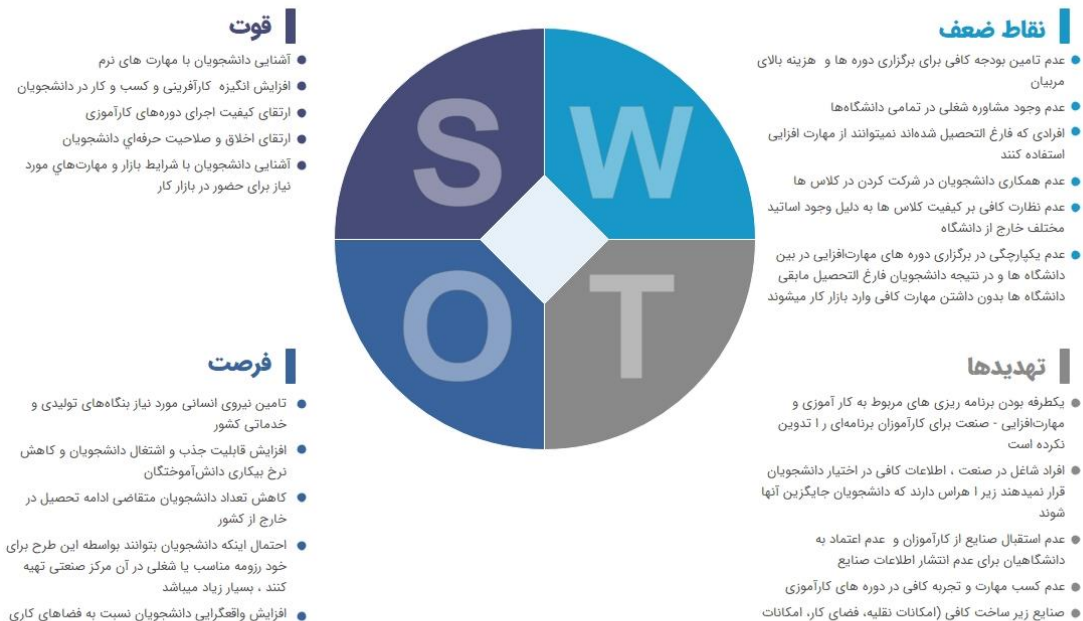 نقاط ضعف
عدم تامین بودجه کافی برای برگزاری دوره ها و هزینه بالای
مربیان
عدم وجود مشاوره شغلی در تمامی دانشگاه‌ها
افرادی که فارغ التحصیل شده‌اند نمیتوانند از مهارت افزایی
استفاده کنند
عدم همکاری دانشجویان در شرکت کردن در کلاس ها
عدم نظارت کافی بر کیفیت کلاس ها به دلیل وجود اساتید
مختلف خارج از دانشگاه
عدم یکپارچگی در برگزاری دوره های مهارت‌افزایی در بین
دانشگاه ها و در نتیجه دانشجویان فارغ التحصیل مابقی
دانشگاه ها بدون داشتن مهارت کافی وارد بازار کار میشوند
قوت
آشنایی دانشجویان با مهارت های نرم
افزایش انگیزه کارآفرینی و کسب و کار در دانشجویان
ارتقای کیفیت اجرای دوره‌های کارآموزی
ارتقای اخلاق و صلاحیت حرفه‌اي دانشجویان
آشنایی دانشجویان با شرایط بازار و مهارت‌هاي مورد
نیاز برای حضور در بازار کار
S W
O T
تهدیدها
یکطرفه بودن برنامه ریزی های مربوط به کار آموزی و
مهارت‌افزایی - صنعت برای کارآموزان برنامه‌ای ر ا تدوین
نکرده است
افراد شاغل در صنعت ، اطلاعات کافی در اختیار دانشجویان
قرار نمیدهند زیر ا هراس دارند که دانشجویان جایگزین آنها
شوند
عدم استقبال صنایع از کارآموزان و عدم اعتماد به
دانشگاهیان برای عدم انتشار اطلاعات صنایع
عدم کسب مهارت و تجربه کافی در دوره های کارآموزی
صنایع زیر ساخت کافی (امکانات نقلیه، فضای کار، امکانات
فرصت
تامین نیروی انسانی مورد نیاز بنگاه‌های تولیدی و
خدماتی کشور
افزایش قابلیت جذب و اشتغال دانشجویان و کاهش
نرخ بیکاری دانش‌آموختگان
کاهش تعداد دانشجویان متقاضی ادامه تحصیل در
خارج از کشور
احتمال اینکه دانشجویان بتوانند بواسطه این طرح برای
خود رزومه مناسب یا شغلی در آن مرکز صنعتی تهیه
کنند ، بسیار زیاد میباشد
افزایش واقعگرایی دانشجویان نسبت به فضاهای کاری